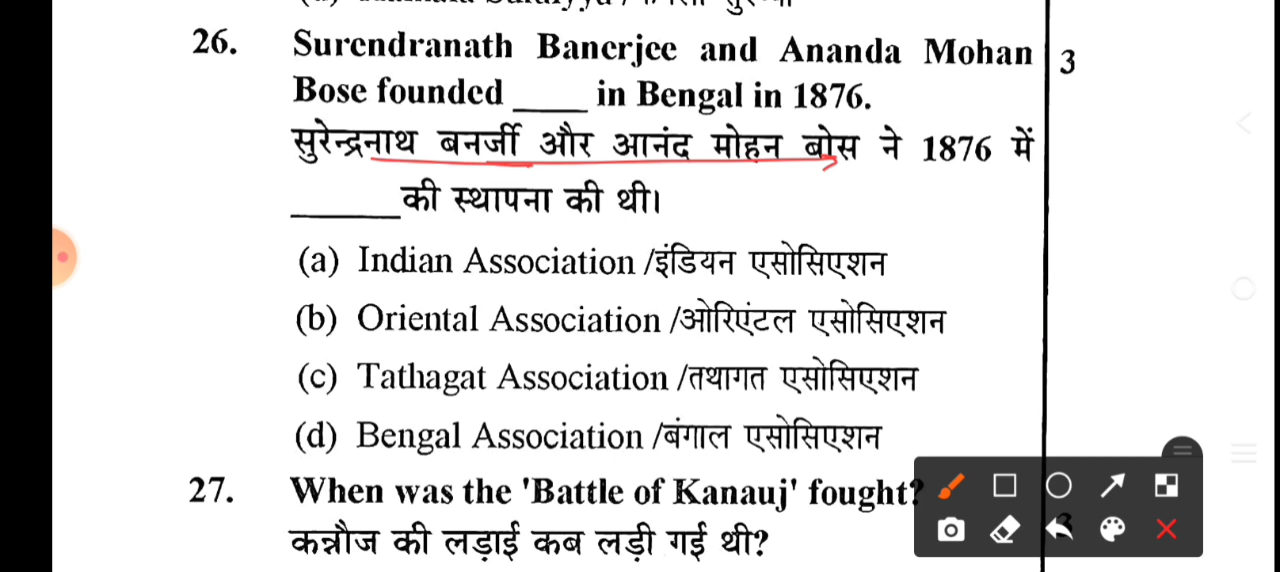 26. Surendranath Banerjee and Ananda Mohan 3
Bose founded ____ in Bengal in 1876.
सुरेन्द्रनाथ बनर्जी और आनंद मोहन बोस ने 1876 में
______की स्थापना की थी।
(a) Indian Association /इंडियन एसोसिएशन
(b) Oriental Association /ओरिएंटल एसोसिएशन
(c) Tathagat Association /तथागत एसोसिएशन
(d) Bengal Association /बंगाल एसोसिएशन
27. When was the 'Battle of Kanauj' fought?
कन्नौज की लड़ाई कब लड़ी गई थी?